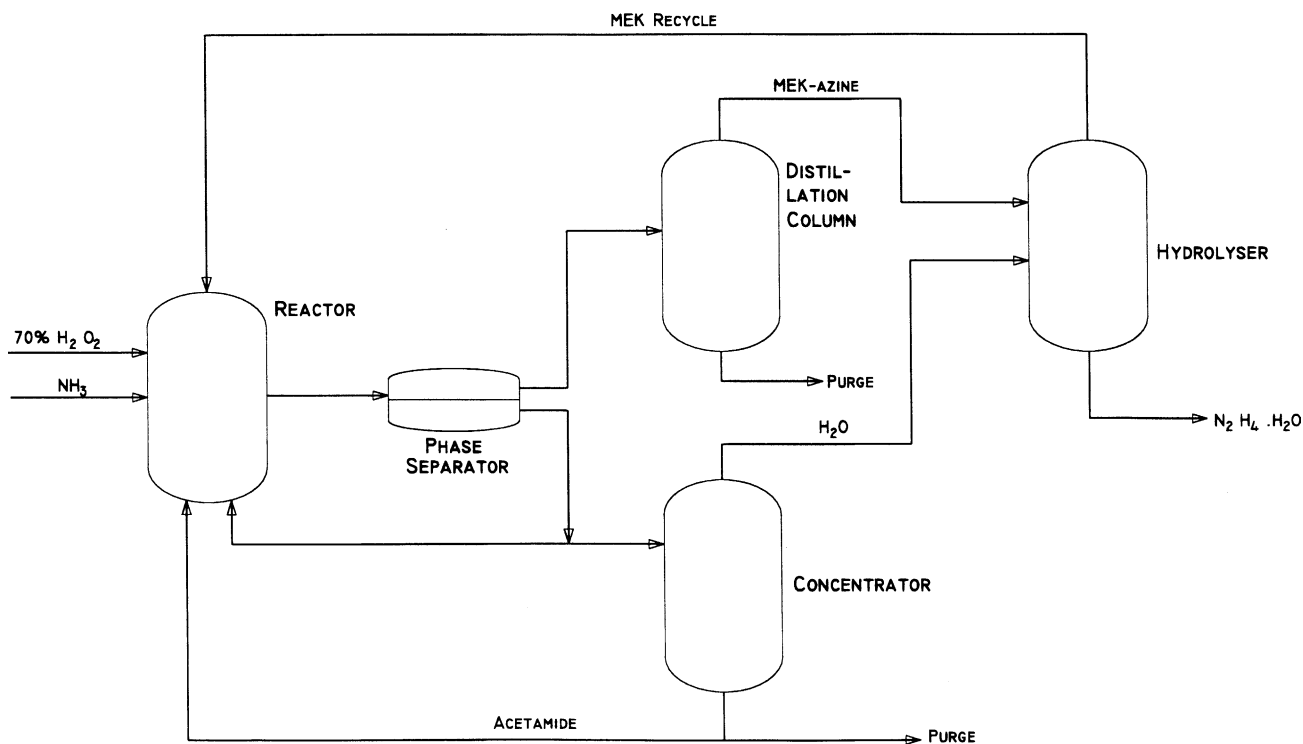 MEK RECYCLE
MEK-AZINE
DISTIL-
LATION
COLUMN
HYDROLYSER
REACTOR
70% H₂ O₂
NH₃
PURGE
PHASE
SEPARATOR
H₂O
N₂ H₄ .H₂O
CONCENTRATOR
ACETAMIDE
PURGE